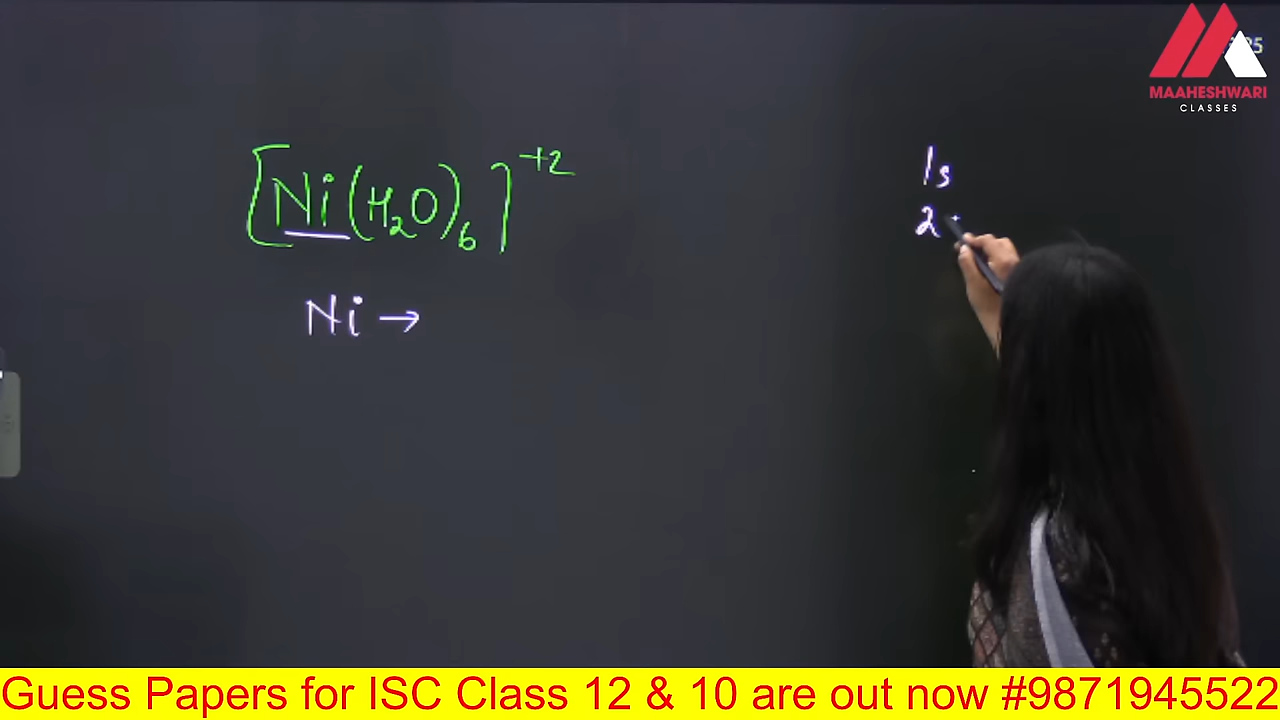 [Ni(H₂O)₆]⁺²
Ni →
1s
2
MAAHESHWARI
CLASSES
Guess Papers for ISC Class 12 & 10 are out now #9871945522